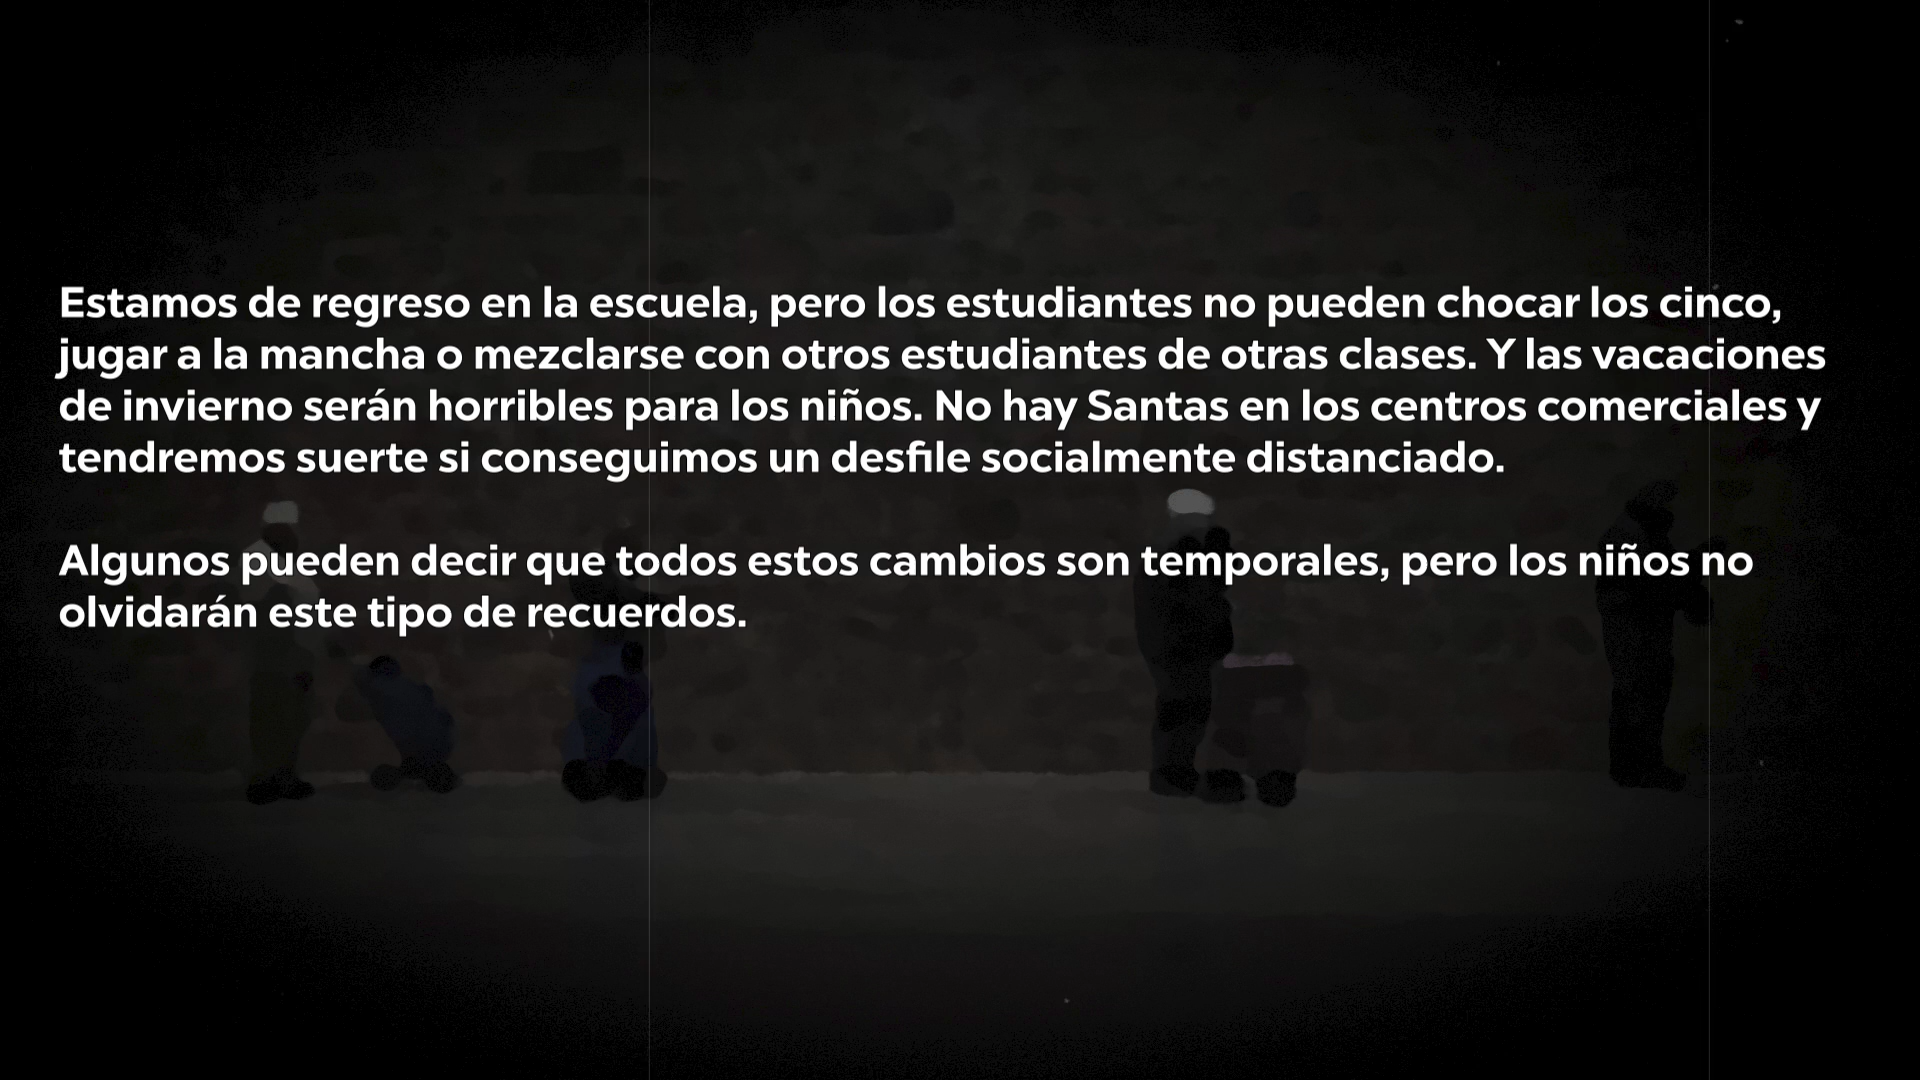 Estamos de regreso en la escuela, pero los estudiantes no pueden chocar los cinco,
jugar a la mancha o mezclarse con otros estudiantes de otras clases. Y las vacaciones
de invierno serán horribles para los niños. No hay Santas en los centros comerciales y
tendremos suerte si conseguimos un desfile socialmente distanciado.
Algunos pueden decir que todos estos cambios son temporales, pero los niños no
olvidarán este tipo de recuerdos.